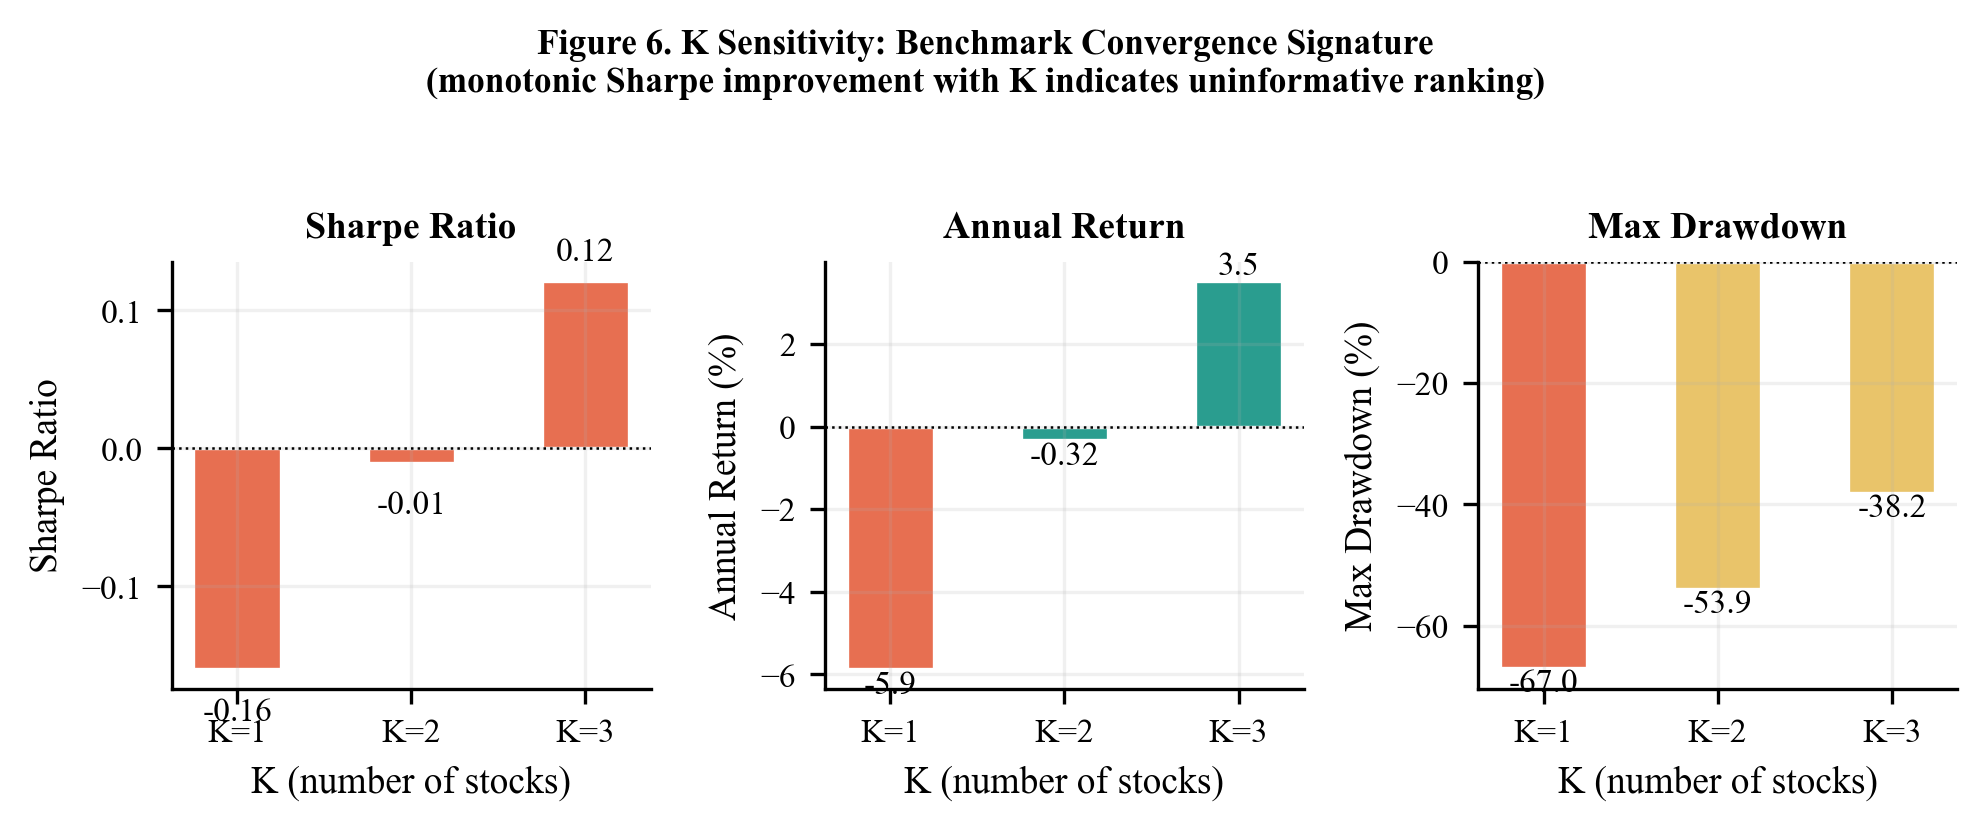 Figure 6. K Sensitivity: Benchmark Convergence Signature
(monotonic Sharpe improvement with K indicates uninformative ranking)
Sharpe Ratio
Sharpe Ratio
0.1
0.0
−0.1
-0.16
-0.01
0.12
K=1
K=2
K=3
K (number of stocks)
Annual Return
Annual Return (%)
2
0
−2
−4
−6
-5.9
-0.32
3.5
K=1
K=2
K=3
K (number of stocks)
Max Drawdown
Max Drawdown (%)
0
−20
−40
−60
-67.0
-53.9
-38.2
K=1
K=2
K=3
K (number of stocks)